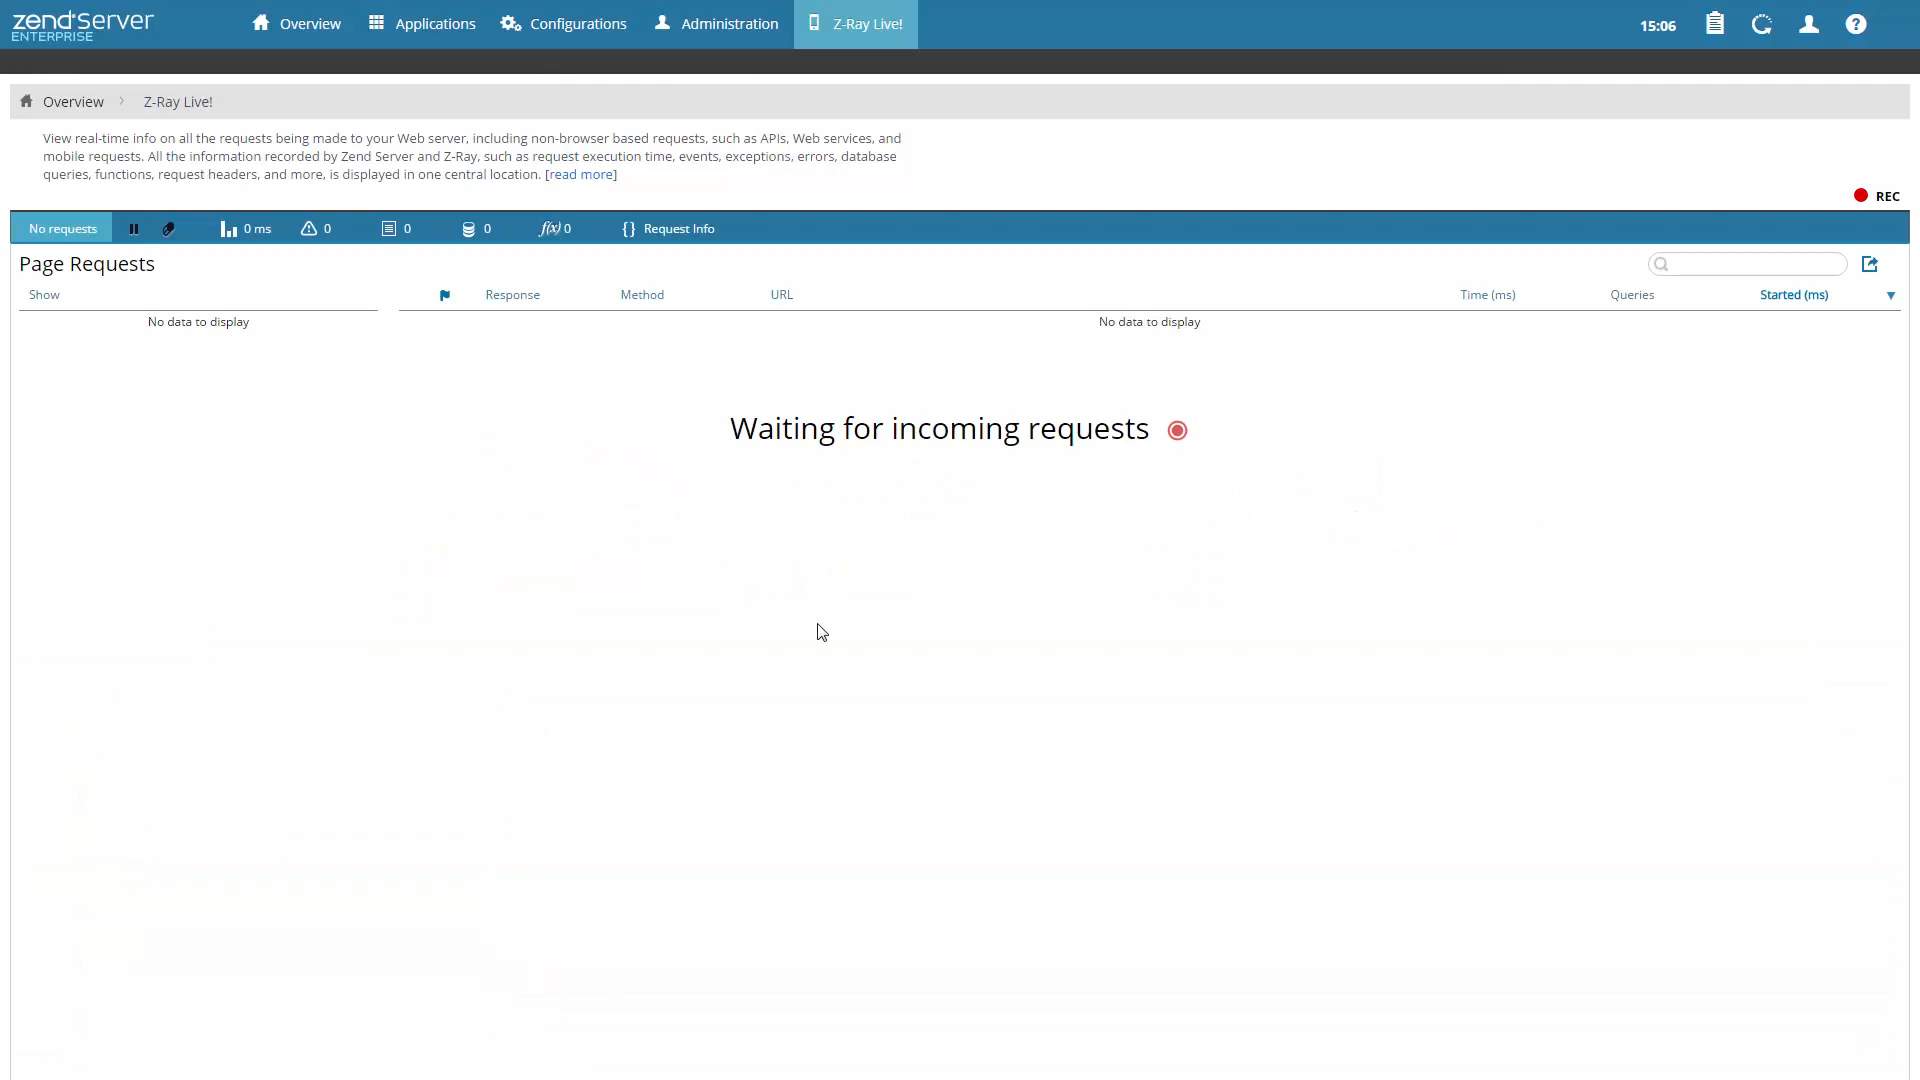 zend Server
ENTERPRISE
Overview Applications Configurations Administration Z-Ray Live! 15:06
Overview Z-Ray Live!
View real-time info on all the requests being made to your Web server, including non-browser based requests, such as APIs, Web services, and
mobile requests. All the information recorded by Zend Server and Z-Ray, such as request execution time, events, exceptions, errors, database
queries, functions, request headers, and more, is displayed in one central location. [read more]
REC
No requests 0 ms 0 0 0 f(x) 0 {} Request Info
Page Requests
Show Response Method URL Time (ms) Queries Started (ms)
No data to display No data to display
Waiting for incoming requests